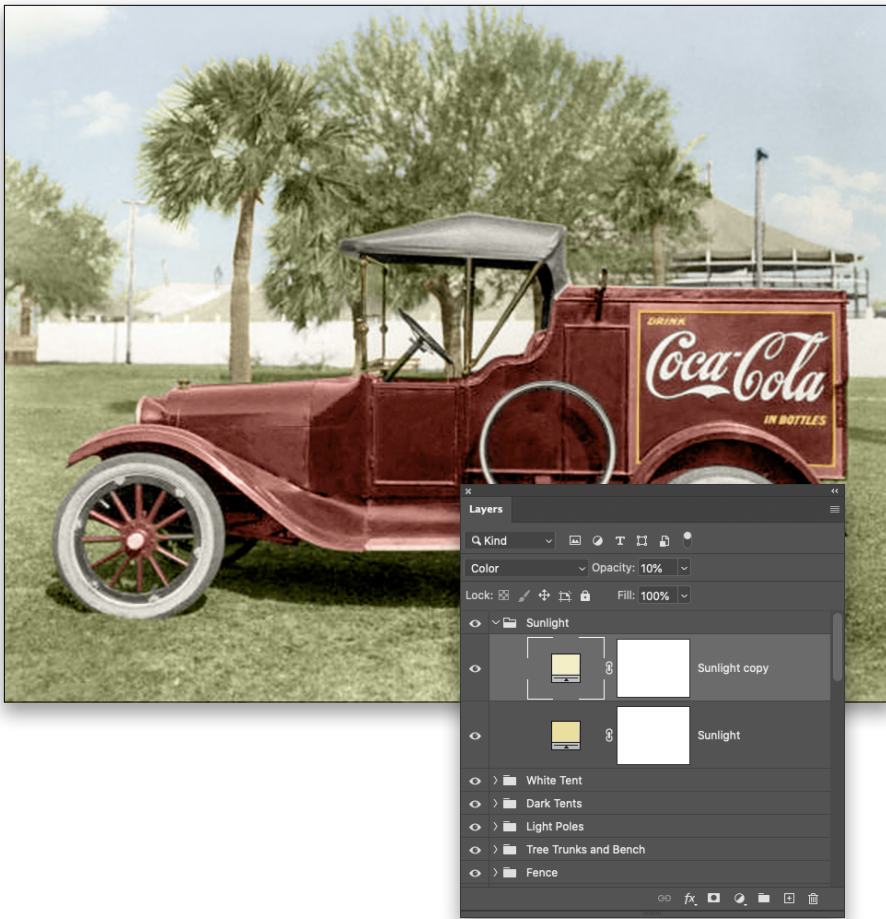 DRINK
Coca-Cola
IN BOTTLES
Layers
Kind
Color
Opacity: 10%
Lock:
Fill: 100%
Sunlight
Sunlight copy
Sunlight
White Tent
Dark Tents
Light Poles
Tree Trunks and Bench
Fence
fx